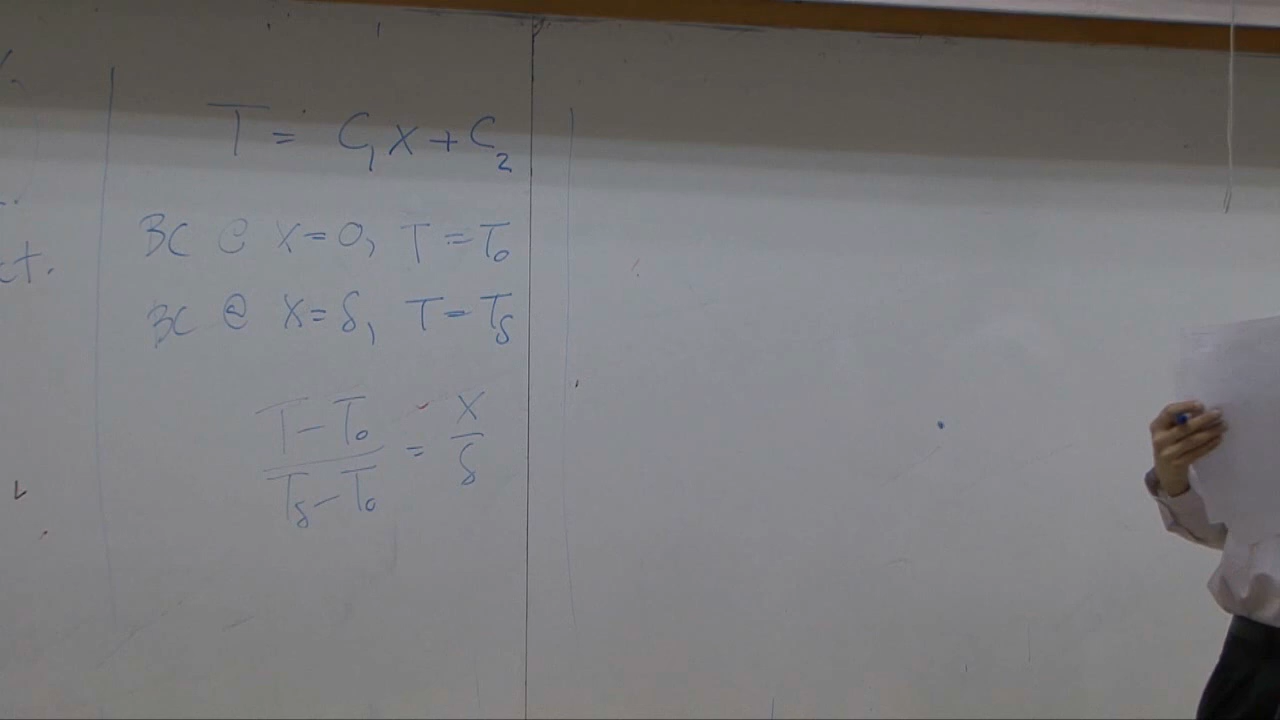 T = C₁x + C₂
BC @ x=0, T = T₀
BC @ x=δ, T = Tδ
(T - T₀)/(Tδ - T₀) = x/δ